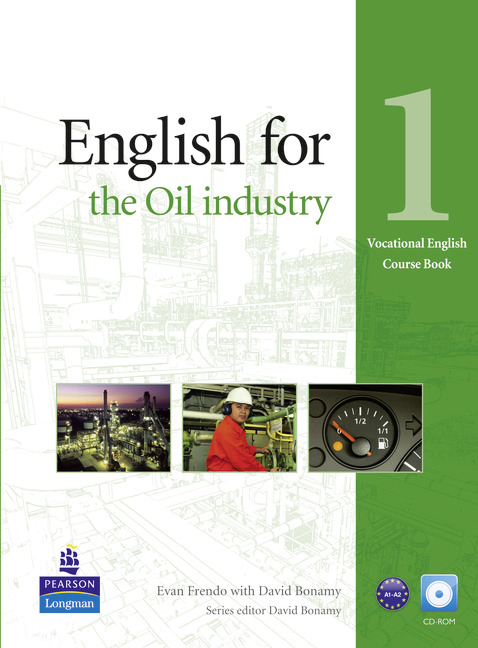 English for
the Oil industry
1
Vocational English
Course Book
0
1/2
1/1
PEARSON
Longman
Evan Frendo with David Bonamy
Series editor David Bonamy
A1-A2
CD-ROM